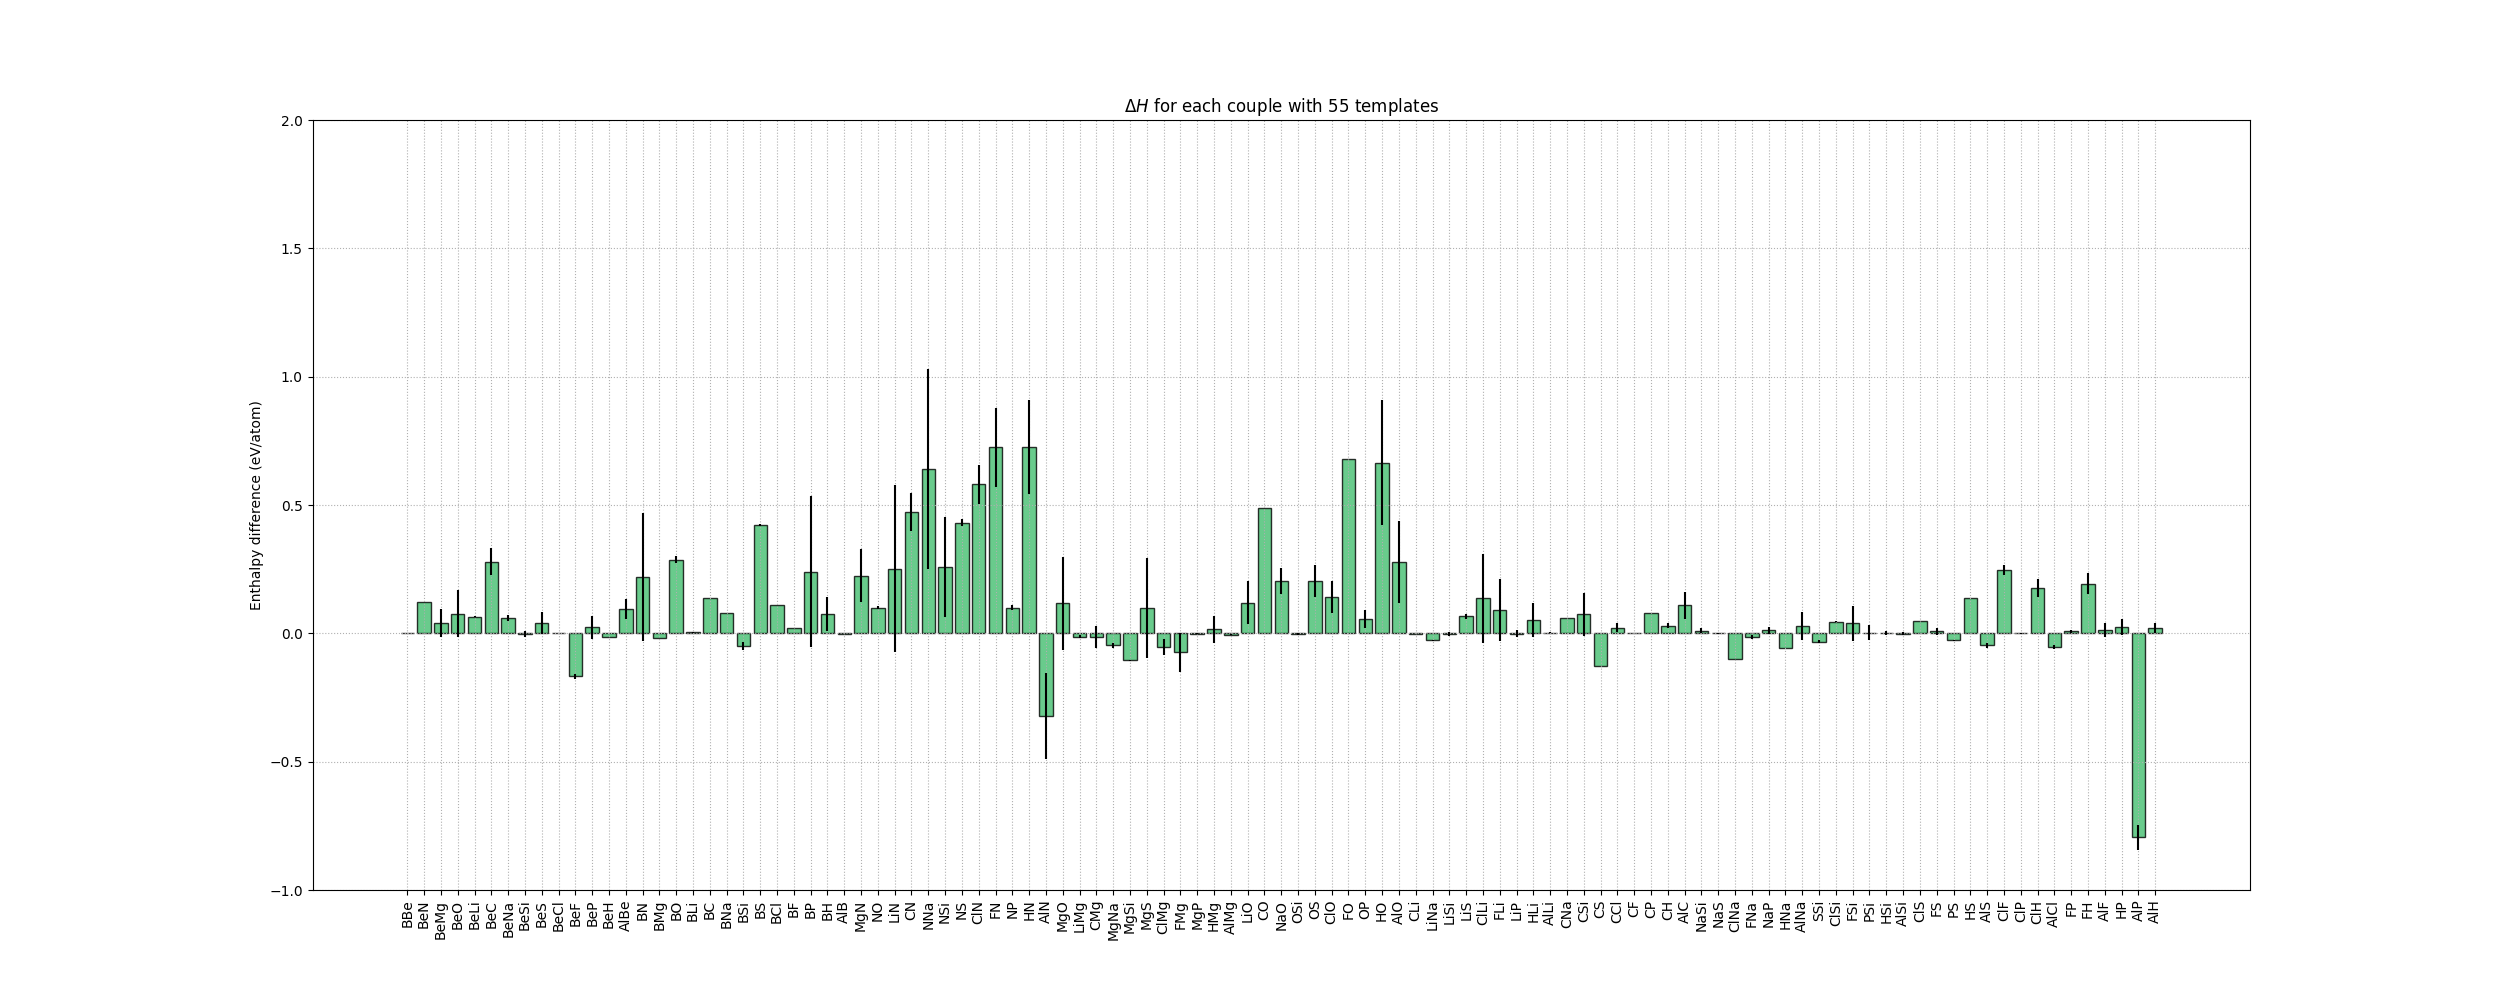 ΔH for each couple with 55 templates
Enthalpy difference (eV/atom)
2.0
1.5
1.0
0.5
0.0
−0.5
−1.0
BBe
BeN
BeMg
BeO
BeLi
BeC
BeNa
BeSi
BeS
BeCl
BeF
BeP
BeH
AlBe
BN
BMg
BO
BLi
BC
BNa
BSi
BS
BCl
BF
BP
BH
AlB
MgN
NO
LiN
CN
NNa
NSi
NS
ClN
FN
NP
HN
AlN
MgO
LiMg
CMg
MgNa
MgSi
MgS
ClMg
FMg
MgP
HMg
AlMg
LiO
CO
NaO
OSi
OS
ClO
FO
OP
HO
AlO
CLi
LiNa
LiSi
LiS
ClLi
FLi
LiP
HLi
AlLi
CNa
CSi
CS
CCl
CF
CP
CH
AlC
NaSi
NaS
ClNa
FNa
NaP
HNa
AlNa
SSi
ClSi
FSi
PSi
HSi
AlSi
ClS
FS
PS
HS
AlS
ClF
ClP
ClH
AlCl
FP
FH
AlF
HP
AlP
AlH